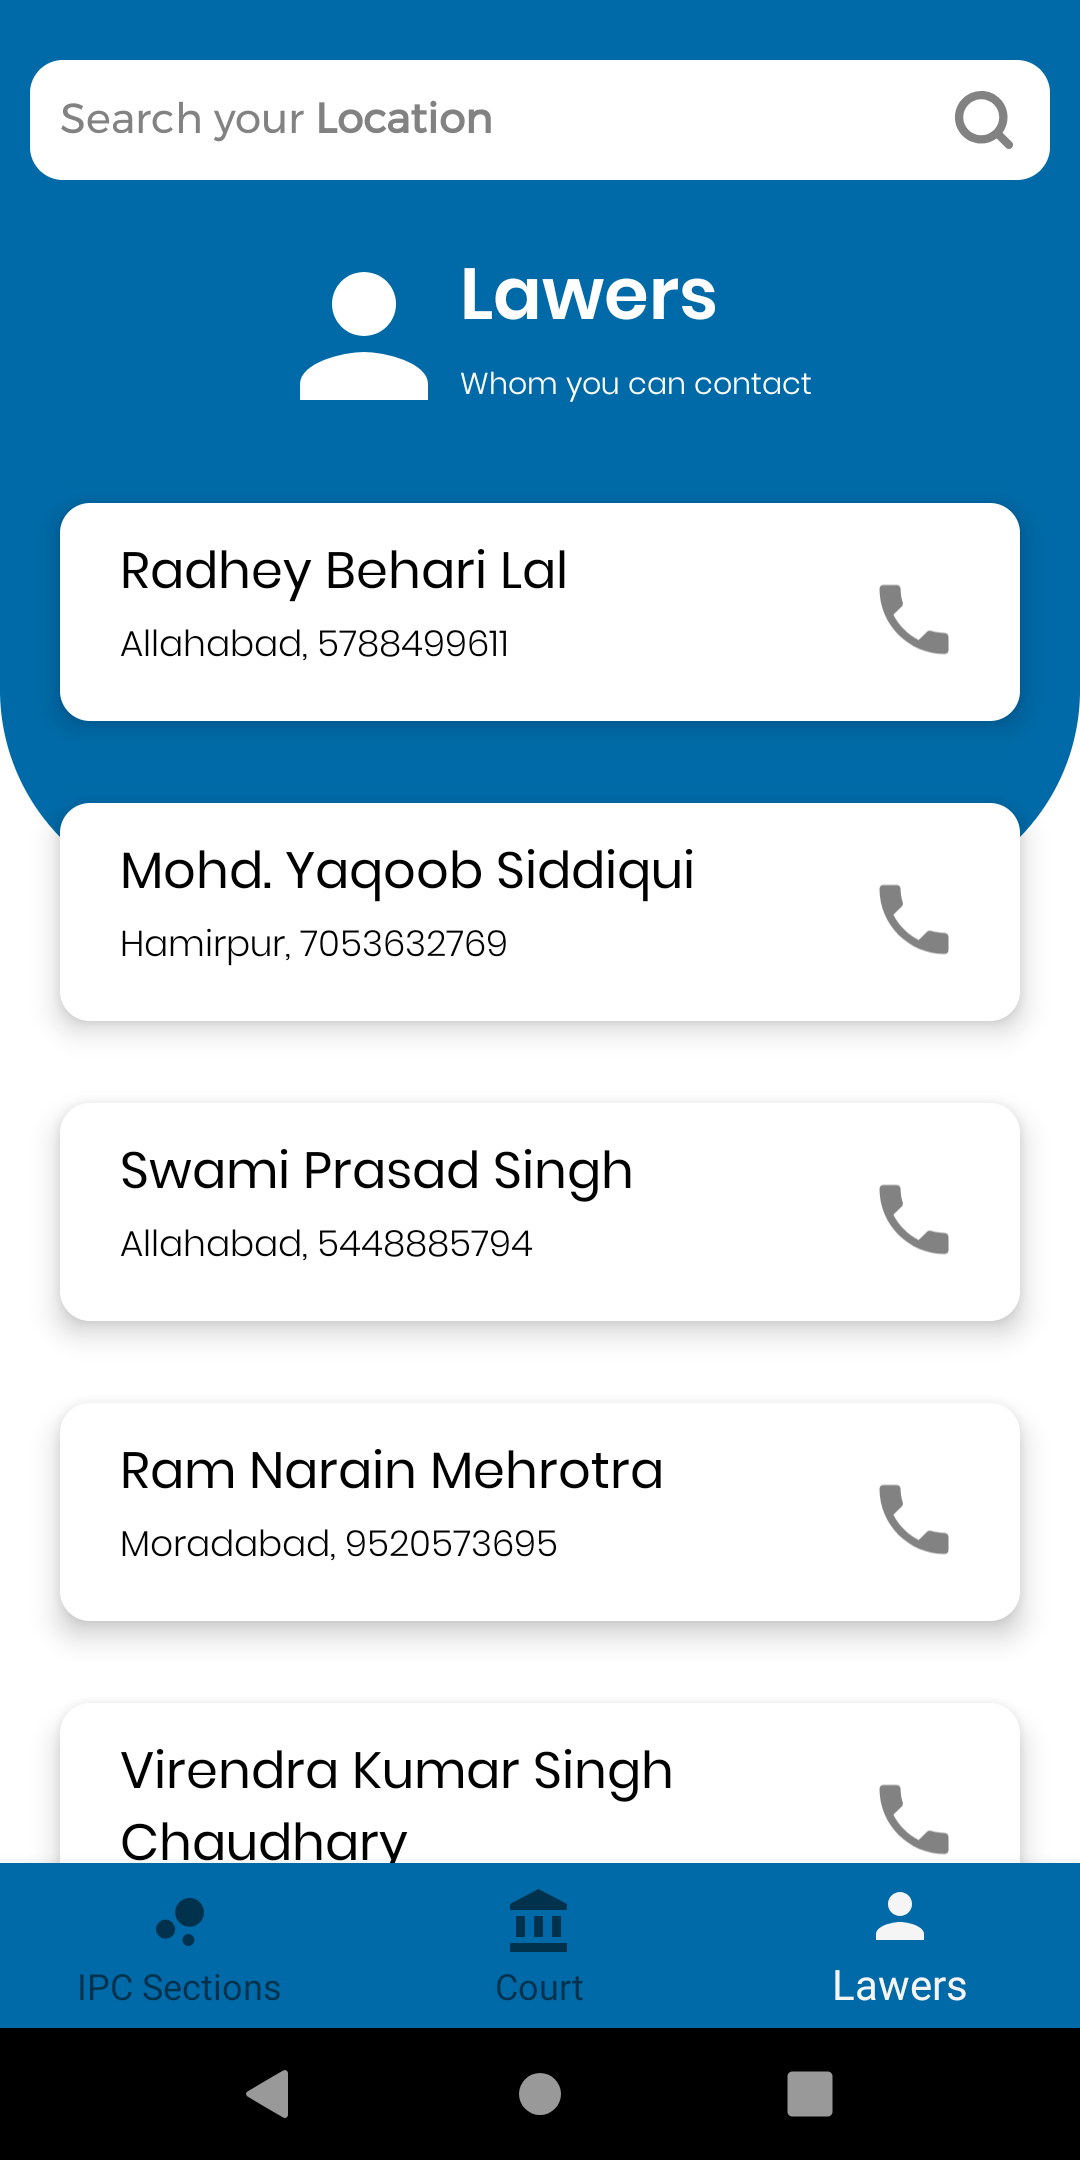 Search your Location
Lawers
Whom you can contact
Radhey Behari Lal
Allahabad, 5788499611
Mohd. Yaqoob Siddiqui
Hamirpur, 7053632769
Swami Prasad Singh
Allahabad, 5448885794
Ram Narain Mehrotra
Moradabad, 9520573695
Virendra Kumar Singh
Chaudhary
IPC Sections
Court
Lawers